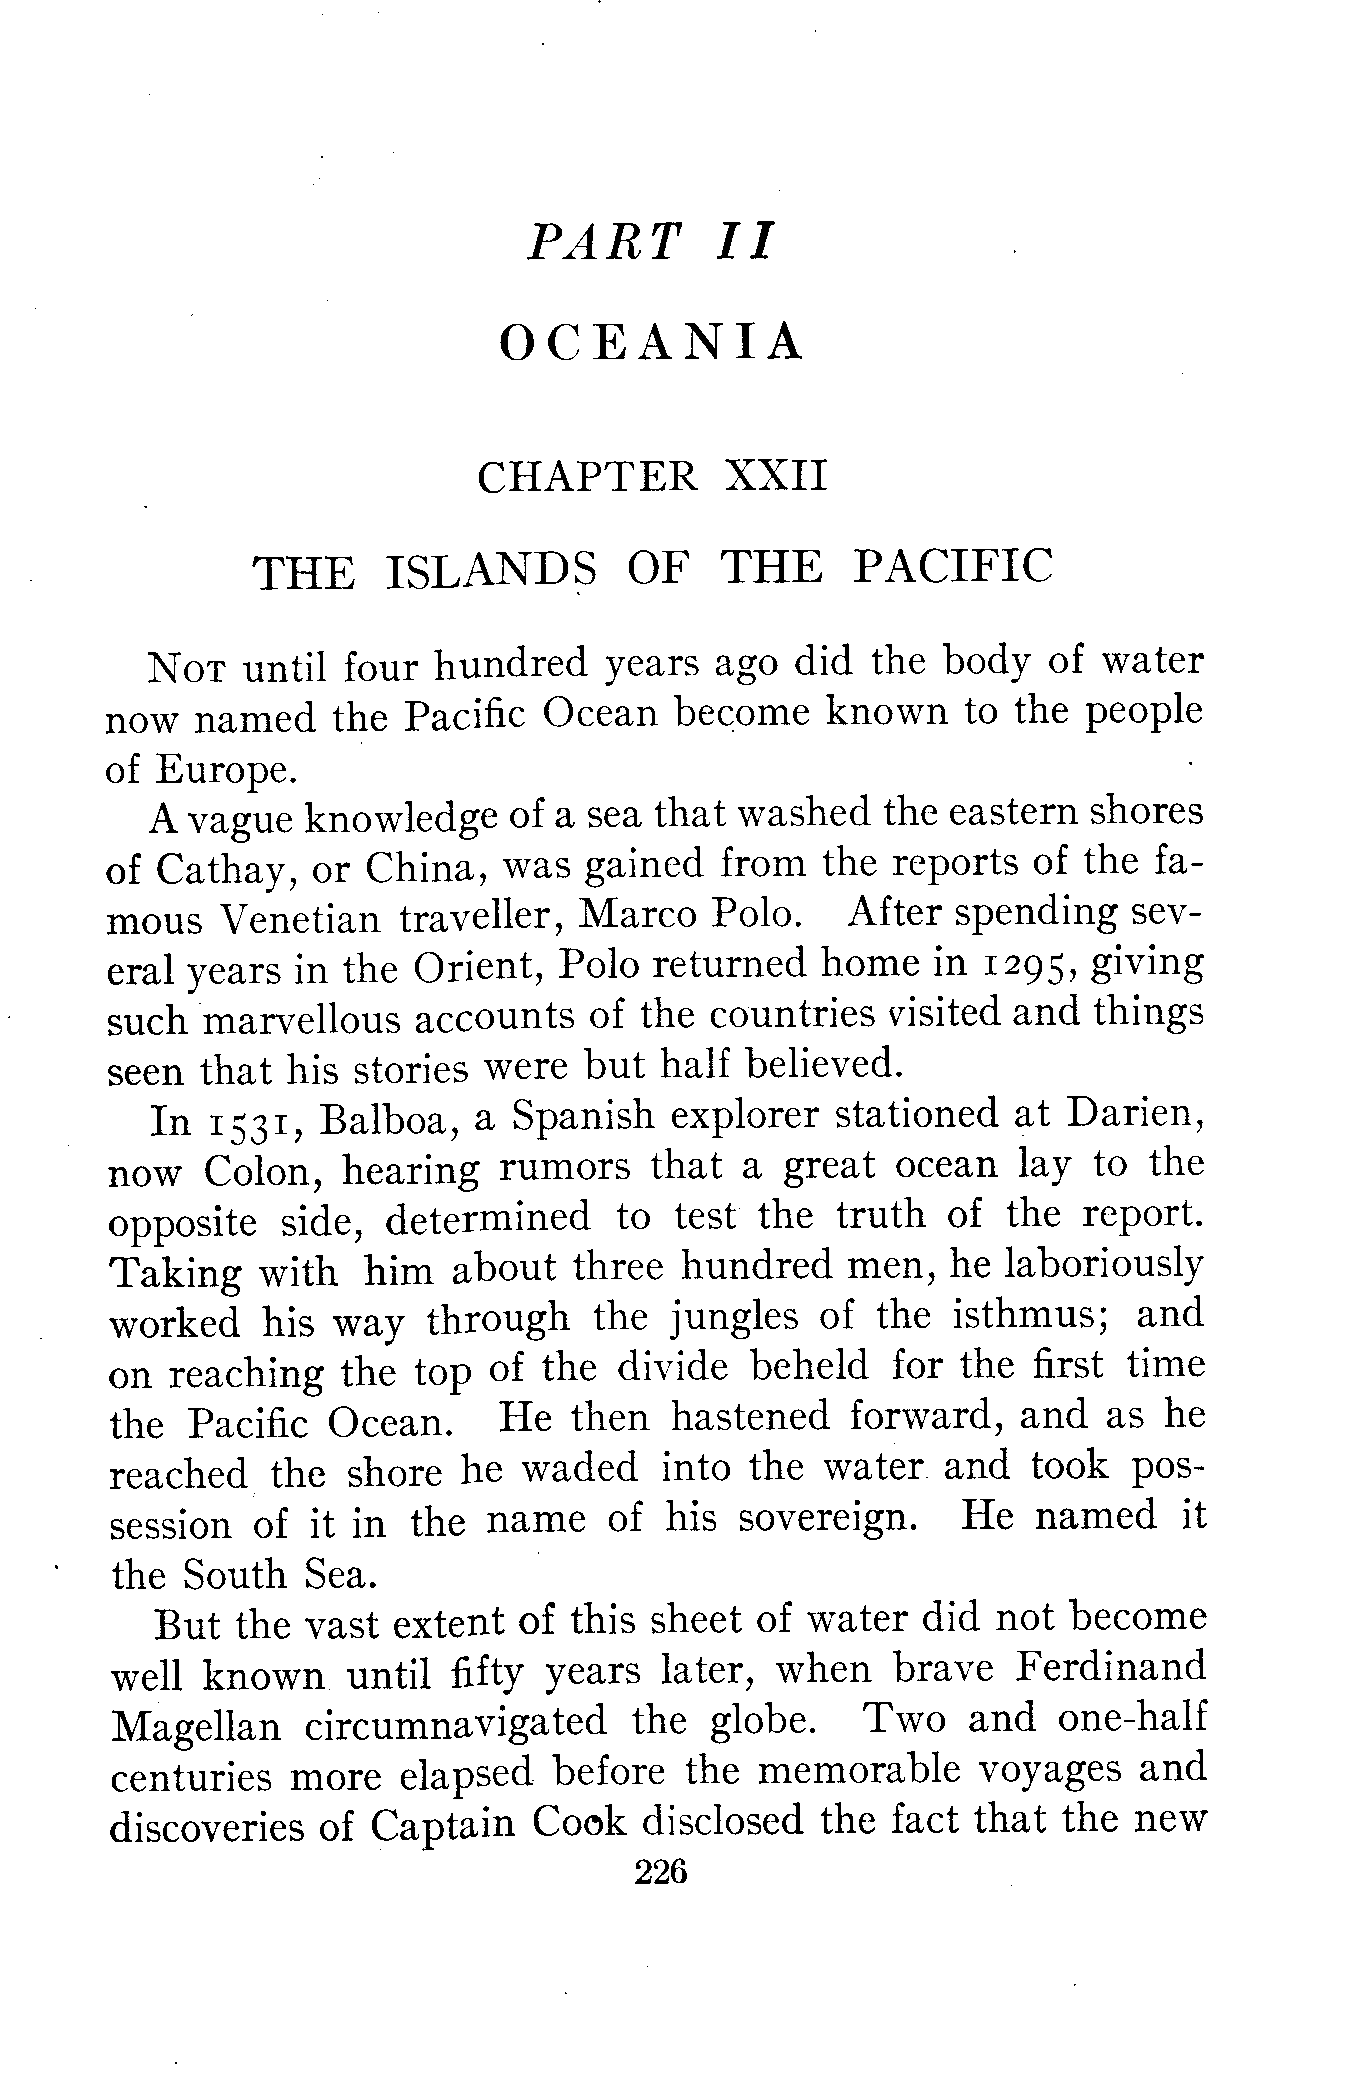 PART II
OCEANIA
CHAPTER XXII
THE ISLANDS OF THE PACIFIC
NOT until four hundred years ago did the body of water
now named the Pacific Ocean become known to the people
of Europe.
A vague knowledge of a sea that washed the eastern shores
of Cathay, or China, was gained from the reports of the fa-
mous Venetian traveller, Marco Polo. After spending sev-
eral years in the Orient, Polo returned home in 1295, giving
such marvellous accounts of the countries visited and things
seen that his stories were but half believed.
In 1531, Balboa, a Spanish explorer stationed at Darien,
now Colon, hearing rumors that a great ocean lay to the
opposite side, determined to test the truth of the report.
Taking with him about three hundred men, he laboriously
worked his way through the jungles of the isthmus; and
on reaching the top of the divide beheld for the first time
the Pacific Ocean. He then hastened forward, and as he
reached the shore he waded into the water and took pos-
session of it in the name of his sovereign. He named it
the South Sea.
But the vast extent of this sheet of water did not become
well known until fifty years later, when brave Ferdinand
Magellan circumnavigated the globe. Two and one-half
centuries more elapsed before the memorable voyages and
discoveries of Captain Cook disclosed the fact that the new
226